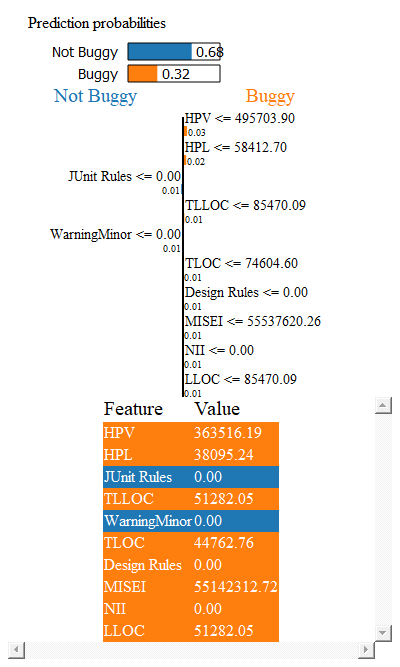 Prediction probabilities
Not Buggy 0.68
Buggy 0.32
Not Buggy Buggy
HPV <= 495703.90
0.03
HPL <= 58412.70
0.02
JUnit Rules <= 0.00
0.01
TLLOC <= 85470.09
0.01
WarningMinor <= 0.00
0.01
TLOC <= 74604.60
0.01
Design Rules <= 0.00
0.01
MISEI <= 55537620.26
0.01
NII <= 0.00
0.01
LLOC <= 85470.09
0.01
Feature Value
HPV 363516.19
HPL 38095.24
JUnit Rules 0.00
TLLOC 51282.05
WarningMinor 0.00
TLOC 44762.76
Design Rules 0.00
MISEI 55142312.72
NII 0.00
LLOC 51282.05